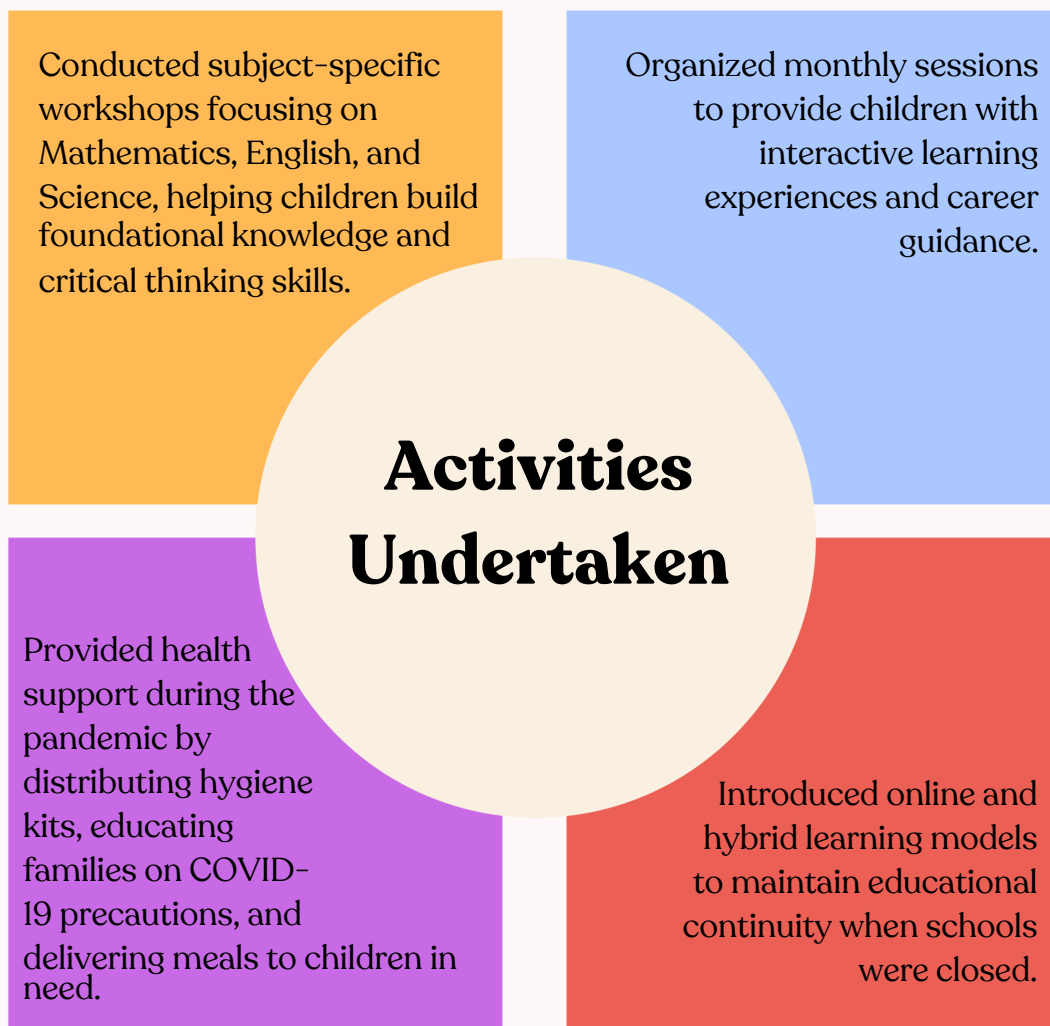 Conducted subject-specific
workshops focusing on
Mathematics, English, and
Science, helping children build
foundational knowledge and
critical thinking skills.
Organized monthly sessions
to provide children with
interactive learning
experiences and career
guidance.
Activities
Undertaken
Provided health
support during the
pandemic by
distributing hygiene
kits, educating
families on COVID-
19 precautions, and
delivering meals to children in
need.
Introduced online and
hybrid learning models
to maintain educational
continuity when schools
were closed.